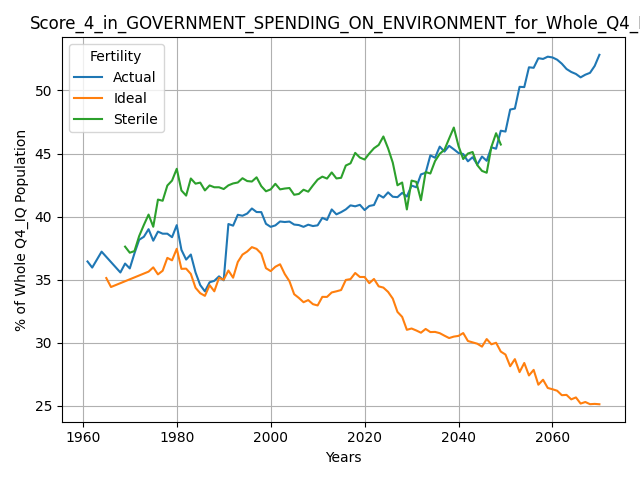 Score_4_in_GOVERNMENT_SPENDING_ON_ENVIRONMENT_for_Whole_Q4_I
Fertility
Actual
Ideal
Sterile
% of Whole Q4_IQ Population
50
45
40
35
30
25
1960
1980
2000
2020
2040
2060
Years